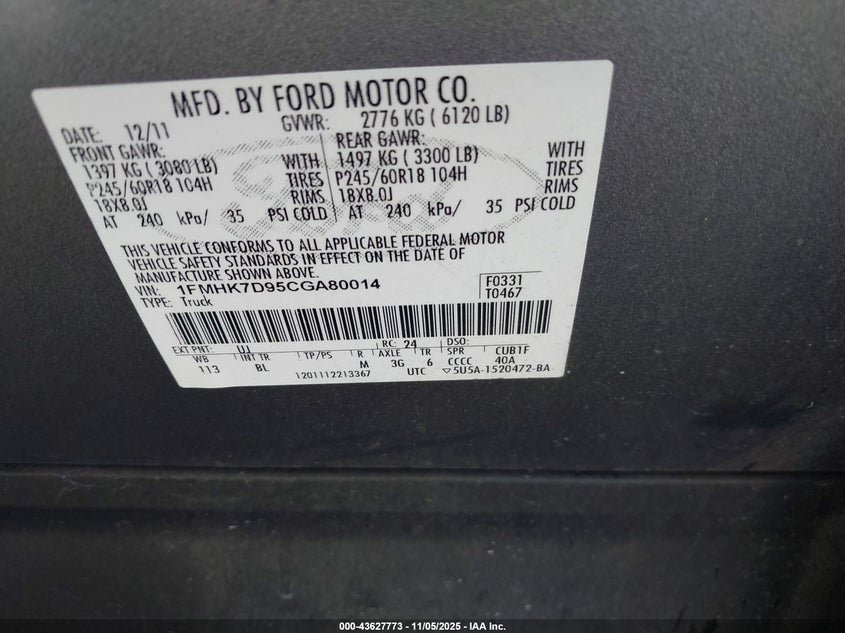 MFD. BY FORD MOTOR CO.
DATE: 12/11 GVWR: 2776 KG ( 6120 LB)
FRONT GAWR: REAR GAWR:
1397 KG ( 3080 LB) WITH 1497 KG ( 3300 LB) WITH
P245/60R18 104H TIRES P245/60R18 104H TIRES
18X8.0J RIMS 18X8.0J RIMS
AT 240 kPa/ 35 PSI COLD AT 240 kPa/ 35 PSI COLD
THIS VEHICLE CONFORMS TO ALL APPLICABLE FEDERAL MOTOR
VEHICLE SAFETY STANDARDS IN EFFECT ON THE DATE OF
MANUFACTURE SHOWN ABOVE.
VIN: 1FMHK7D95CGA80014 F0331
TYPE: Truck T0467
EXT PNT: UJ RC: 24 DSO:
WB INT TR TP/PS R AXLE TR SPR CUB1F
113 BL M 3G 6 CCCC 40A
1201112213367 UTC ▽5U5A-1520472-BA
000-43627773 - 11/05/2025 - IAA Inc.